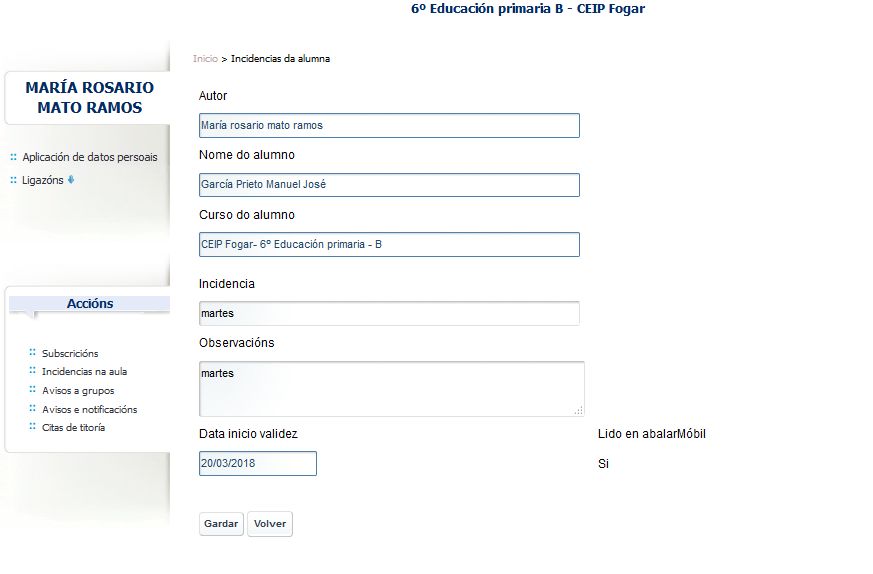 6º Educación primaria B - CEIP Fogar
Inicio > Incidencias da alumna
MARÍA ROSARIO
MATO RAMOS
Aplicación de datos persoais
Ligazóns
Accións
Subscricións
Incidencias na aula
Avisos a grupos
Avisos e notificacións
Citas de titoría
Autor
María rosario mato ramos
Nome do alumno
García Prieto Manuel José
Curso do alumno
CEIP Fogar- 6º Educación primaria - B
Incidencia
martes
Observacións
martes
Data inicio validez
20/03/2018
Lido en abalarMóbil
Si
Gardar
Volver